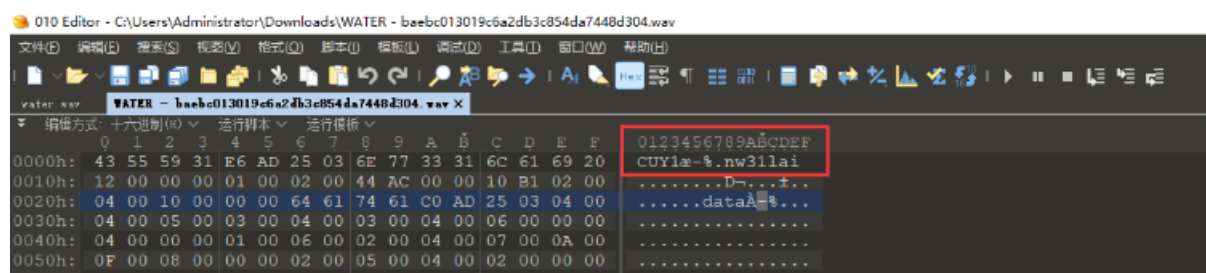 010 Editor - C:\Users\Administrator\Downloads\WATER - baebc013019c6a2db3c854da7448d304.wav
文件(F) 编辑(E) 搜索(S) 视图(V) 格式(O) 脚本(I) 模板(L) 调试(D) 工具(T) 窗口(W) 帮助(H)
Hex
water.wav WATER - baebc013019c6a2db3c854da7448d304.wav ×
编辑方式: 十六进制(X) 运行脚本 运行模板
0 1 2 3 4 5 6 7 8 9 A B C D E F 0123456789ABCDEF
0000h: 43 55 59 31 E6 AD 25 03 6E 77 33 31 6C 61 69 20 CUY1æ-%.nw31lai
0010h: 12 00 00 00 01 00 02 00 44 AC 00 00 10 B1 02 00 ........D¬...±..
0020h: 04 00 10 00 00 00 64 61 74 61 C0 AD 25 03 04 00 ......dataÀ-%...
0030h: 04 00 05 00 03 00 04 00 03 00 04 00 06 00 00 00 ................
0040h: 04 00 00 00 01 00 06 00 02 00 04 00 07 00 0A 00 ................
0050h: 0F 00 08 00 00 00 02 00 05 00 04 00 02 00 00 00 ................